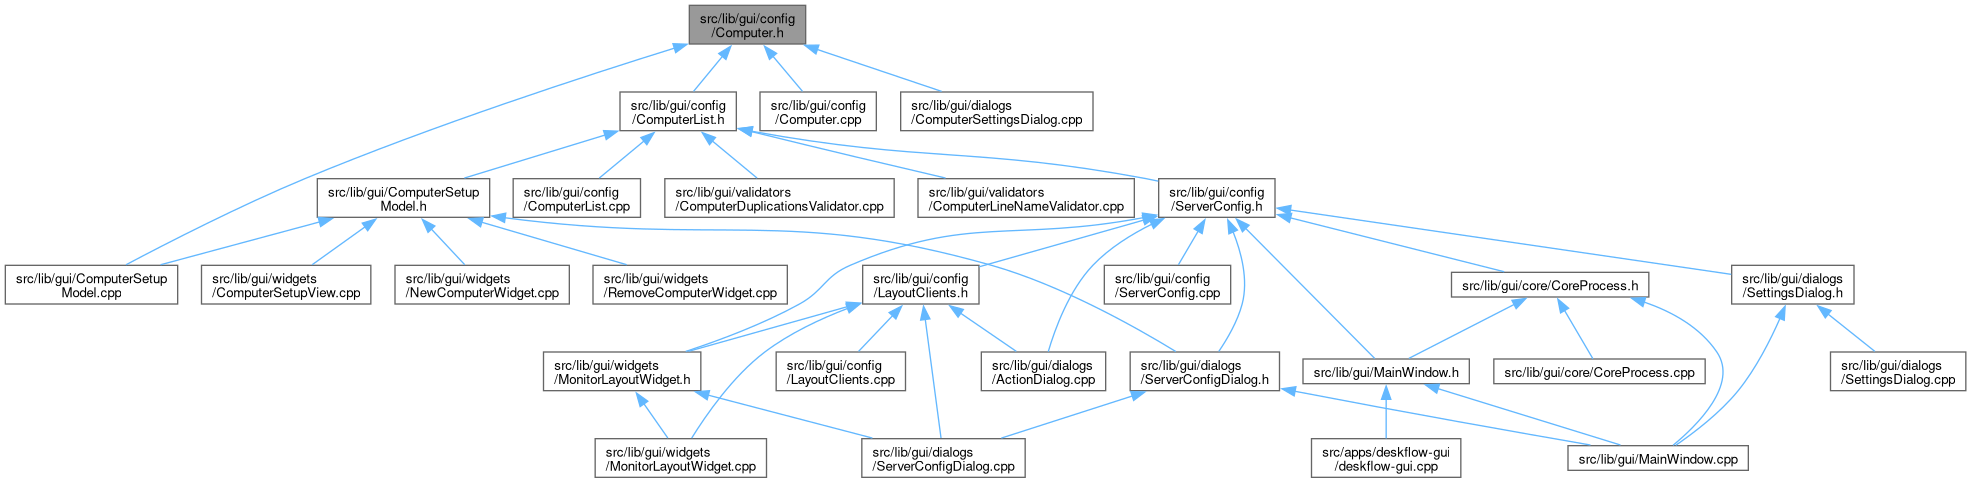 src/lib/gui/config
/Computer.h
src/lib/gui/config
/ComputerList.h
src/lib/gui/config
/Computer.cpp
src/lib/gui/dialogs
/ComputerSettingsDialog.cpp
src/lib/gui/ComputerSetup
Model.h
src/lib/gui/config
/ComputerList.cpp
src/lib/gui/validators
/ComputerDuplicationsValidator.cpp
src/lib/gui/validators
/ComputerLineNameValidator.cpp
src/lib/gui/config
/ServerConfig.h
src/lib/gui/ComputerSetup
Model.cpp
src/lib/gui/widgets
/ComputerSetupView.cpp
src/lib/gui/widgets
/NewComputerWidget.cpp
src/lib/gui/widgets
/RemoveComputerWidget.cpp
src/lib/gui/config
/LayoutClients.h
src/lib/gui/config
/ServerConfig.cpp
src/lib/gui/core/CoreProcess.h
src/lib/gui/dialogs
/SettingsDialog.h
src/lib/gui/widgets
/MonitorLayoutWidget.h
src/lib/gui/config
/LayoutClients.cpp
src/lib/gui/dialogs
/ActionDialog.cpp
src/lib/gui/dialogs
/ServerConfigDialog.h
src/lib/gui/MainWindow.h
src/lib/gui/core/CoreProcess.cpp
src/lib/gui/dialogs
/SettingsDialog.cpp
src/lib/gui/widgets
/MonitorLayoutWidget.cpp
src/lib/gui/dialogs
/ServerConfigDialog.cpp
src/apps/deskflow-gui
/deskflow-gui.cpp
src/lib/gui/MainWindow.cpp